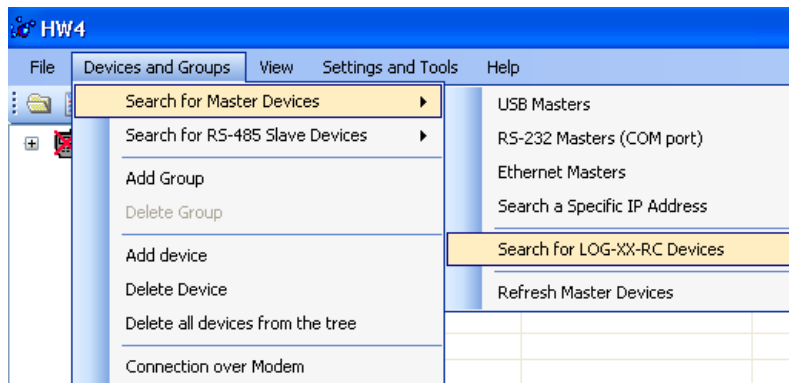 HW4
File Devices and Groups View Settings and Tools Help
Search for Master Devices
Search for RS-485 Slave Devices
Add Group
Delete Group
Add device
Delete Device
Delete all devices from the tree
Connection over Modem
USB Masters
RS-232 Masters (COM port)
Ethernet Masters
Search a Specific IP Address
Search for LOG-XX-RC Devices
Refresh Master Devices